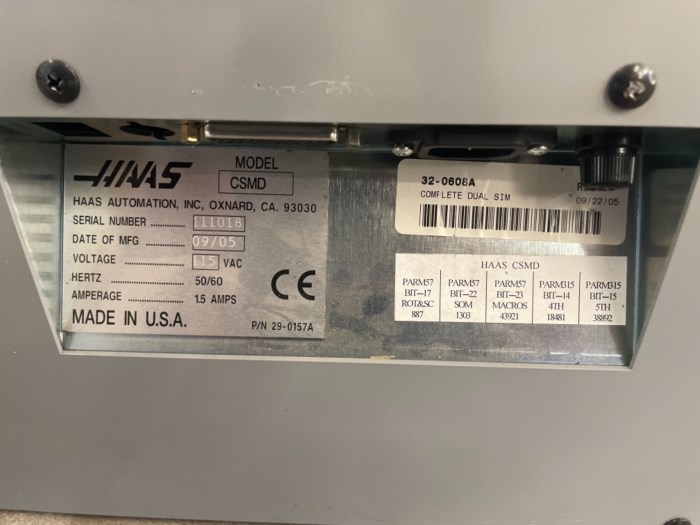 HAAS
MODEL
CSMD
HAAS AUTOMATION, INC, OXNARD, CA. 93030
SERIAL NUMBER 111018
DATE OF MFG 09/05
VOLTAGE 115 VAC
HERTZ 50/60
AMPERAGE 1.5 AMPS
MADE IN U.S.A.
CE
P/N 29-0157A
32-0608A
COMPLETE DUAL SIM
09/22/05
HAAS CSMD
PARM57 PARM57 PARM57 PARM315 PARM315
BIT-17 BIT-22 BIT-23 BIT-14 BIT-15
ROT&SC SOM MACROS 4TH 5TH
887 1303 43921 18481 38892